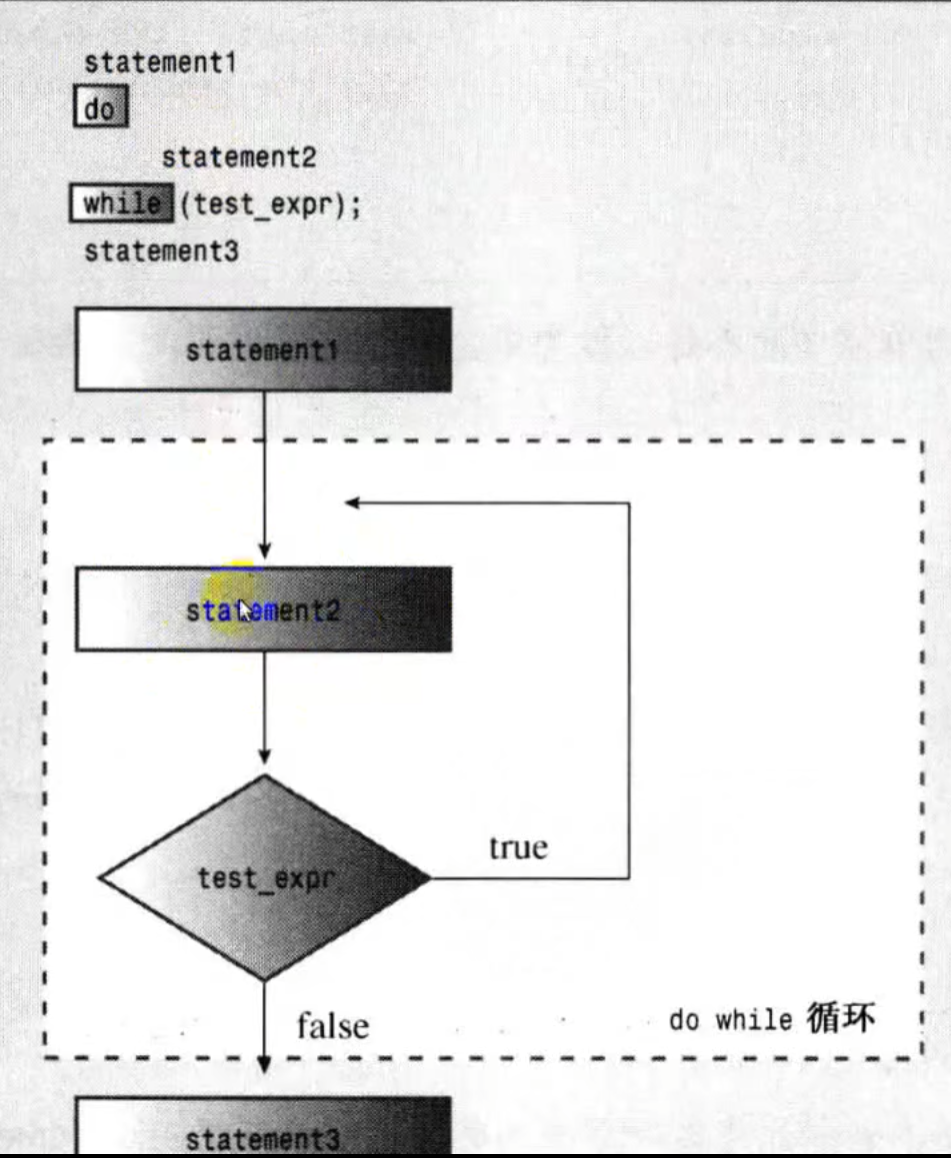 statement1
do
statement2
while (test_expr);
statement3
statement1
statement2
test_expr
true
false
do while 循环
statement3